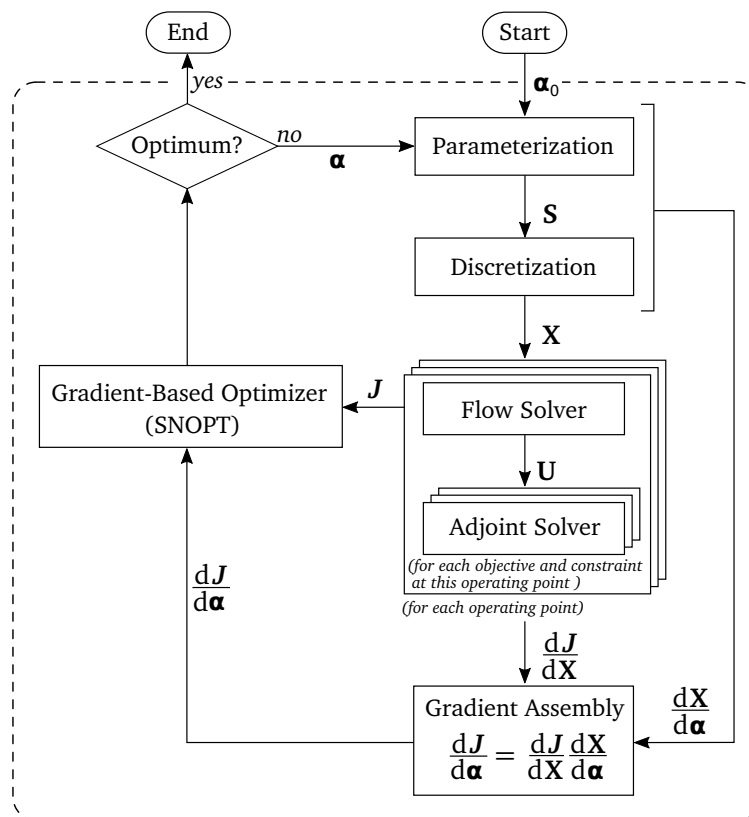 End
Start
yes
𝛂₀
Optimum?
no
𝛂
Parameterization
S
Discretization
X
Gradient-Based Optimizer
(SNOPT)
J
Flow Solver
U
Adjoint Solver
(for each objective and constraint
at this operating point )
(for each operating point)
dJ/d𝛂
dJ/dX
dX/d𝛂
Gradient Assembly
dJ/d𝛂 = dJ/dX dX/d𝛂